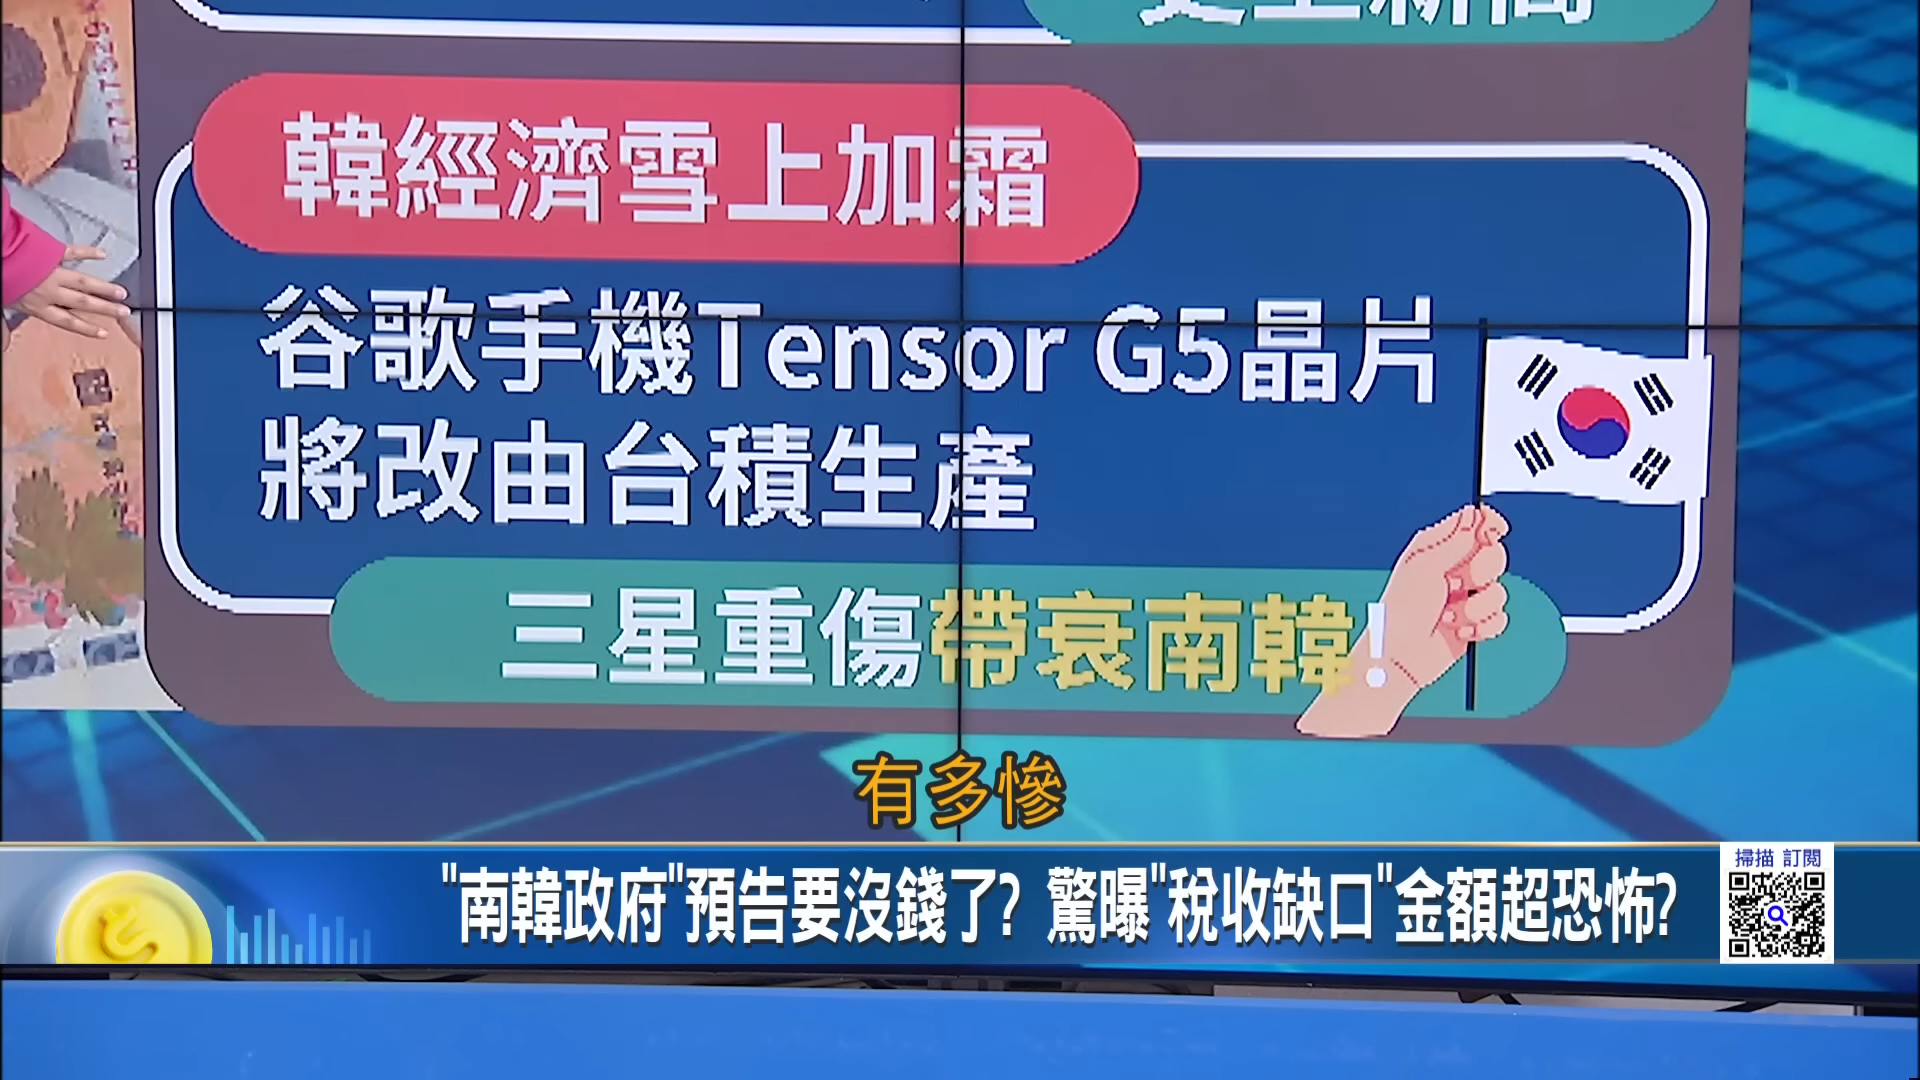 韓經濟雪上加霜
谷歌手機Tensor G5晶片
將改由台積生產
三星重傷帶衰南韓!
有多慘
"南韓政府"預告要沒錢了? 驚曝"稅收缺口"金額超恐怖?
掃描 訂閱